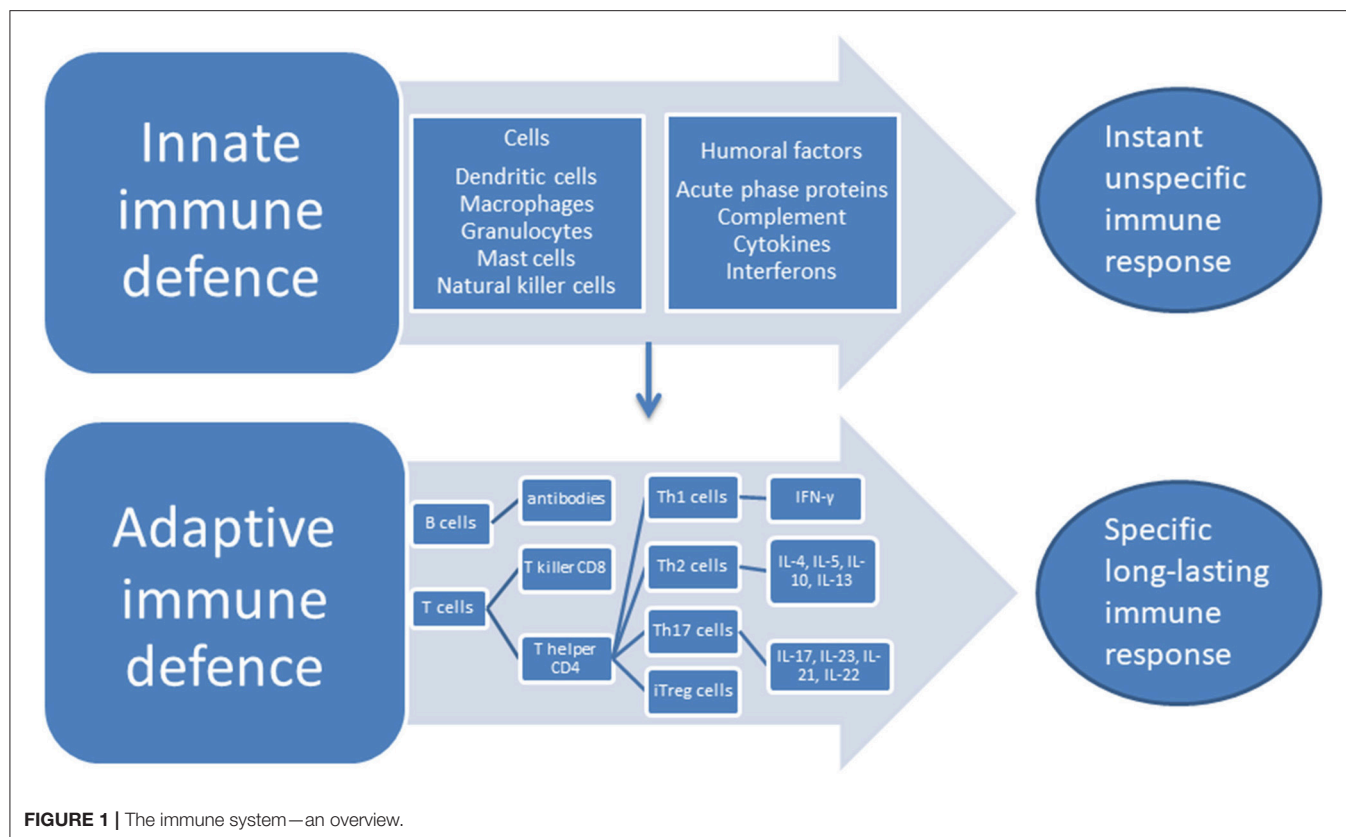 Innate
immune
defence
Cells
Dendritic cells
Macrophages
Granulocytes
Mast cells
Natural killer cells
Humoral factors
Acute phase proteins
Complement
Cytokines
Interferons
Instant
unspecific
immune
response
Adaptive
immune
defence
B cells
antibodies
T cells
T killer CD8
T helper
CD4
Th1 cells
IFN-γ
Th2 cells
IL-4, IL-5, IL-
10, IL-13
Th17 cells
IL-17, IL-23, IL-
21, IL-22
iTreg cells
Specific
long-lasting
immune
response
FIGURE 1 | The immune system—an overview.